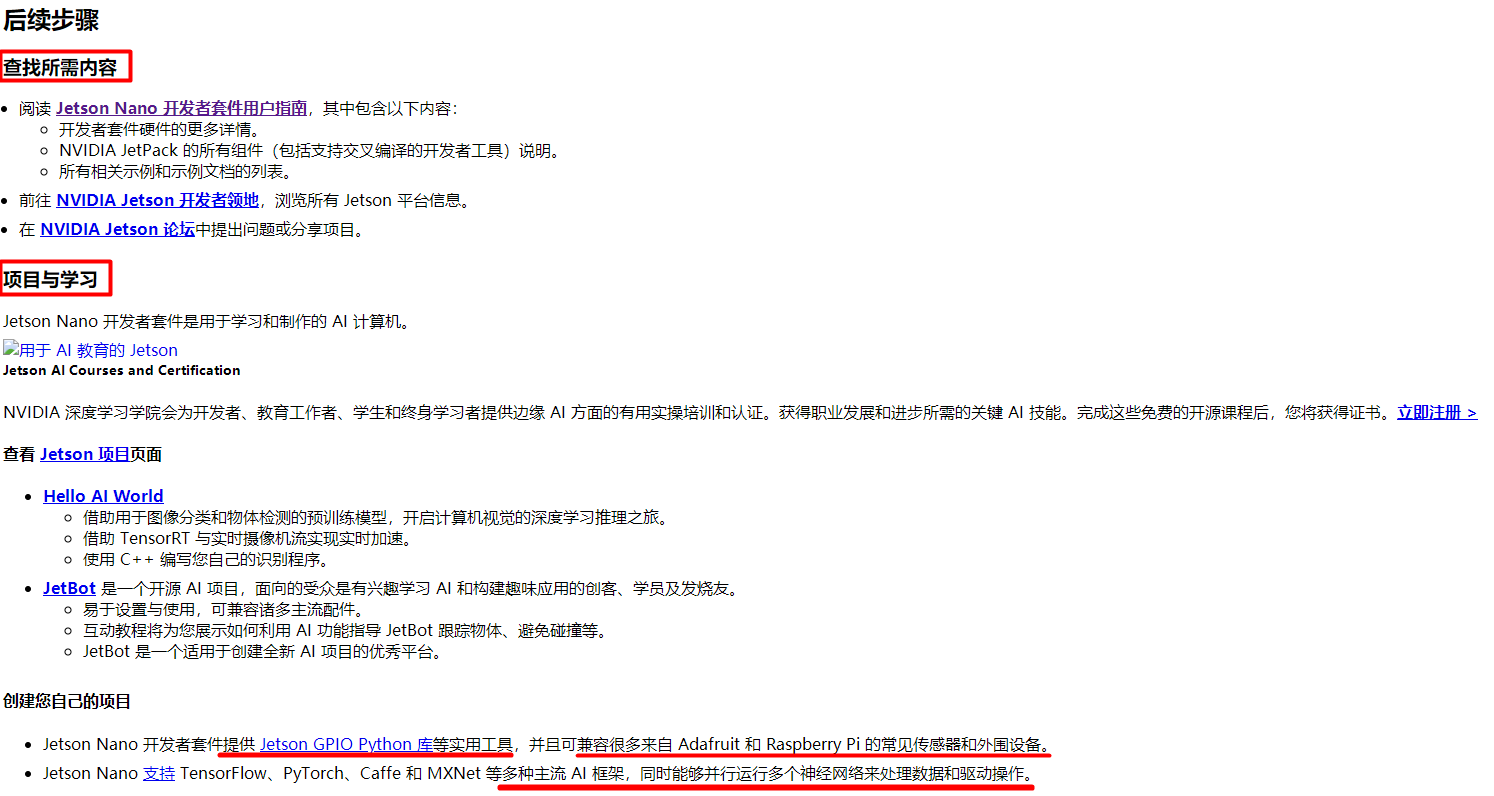 后续步骤
查找所需内容
阅读 Jetson Nano 开发者套件用户指南，其中包含以下内容：
开发者套件硬件的更多详情。
NVIDIA JetPack 的所有组件（包括支持交叉编译的开发者工具）说明。
所有相关示例和示例文档的列表。
前往 NVIDIA Jetson 开发者领地，浏览所有 Jetson 平台信息。
在 NVIDIA Jetson 论坛中提出问题或分享项目。
项目与学习
Jetson Nano 开发者套件是用于学习和制作的 AI 计算机。
用于 AI 教育的 Jetson
Jetson AI Courses and Certification
NVIDIA 深度学习学院会为开发者、教育工作者、学生和终身学习者提供边缘 AI 方面的有用实操培训和认证。获得职业发展和进步所需的关键 AI 技能。完成这些免费的开源课程后，您将获得证书。立即注册 >
查看 Jetson 项目页面
Hello AI World
借助用于图像分类和物体检测的预训练模型，开启计算机视觉的深度学习推理之旅。
借助 TensorRT 与实时摄像机流实现实时加速。
使用 C++ 编写您自己的识别程序。
JetBot 是一个开源 AI 项目，面向的受众是有兴趣学习 AI 和构建趣味应用的创客、学员及发烧友。
易于设置与使用，可兼容诸多主流配件。
互动教程将为您展示如何利用 AI 功能指导 JetBot 跟踪物体、避免碰撞等。
JetBot 是一个适用于创建全新 AI 项目的优秀平台。
创建您自己的项目
Jetson Nano 开发者套件提供 Jetson GPIO Python 库等实用工具，并且可兼容很多来自 Adafruit 和 Raspberry Pi 的常见传感器和外围设备。
Jetson Nano 支持 TensorFlow、PyTorch、Caffe 和 MXNet 等多种主流 AI 框架，同时能够并行运行多个神经网络来处理数据和驱动操作。